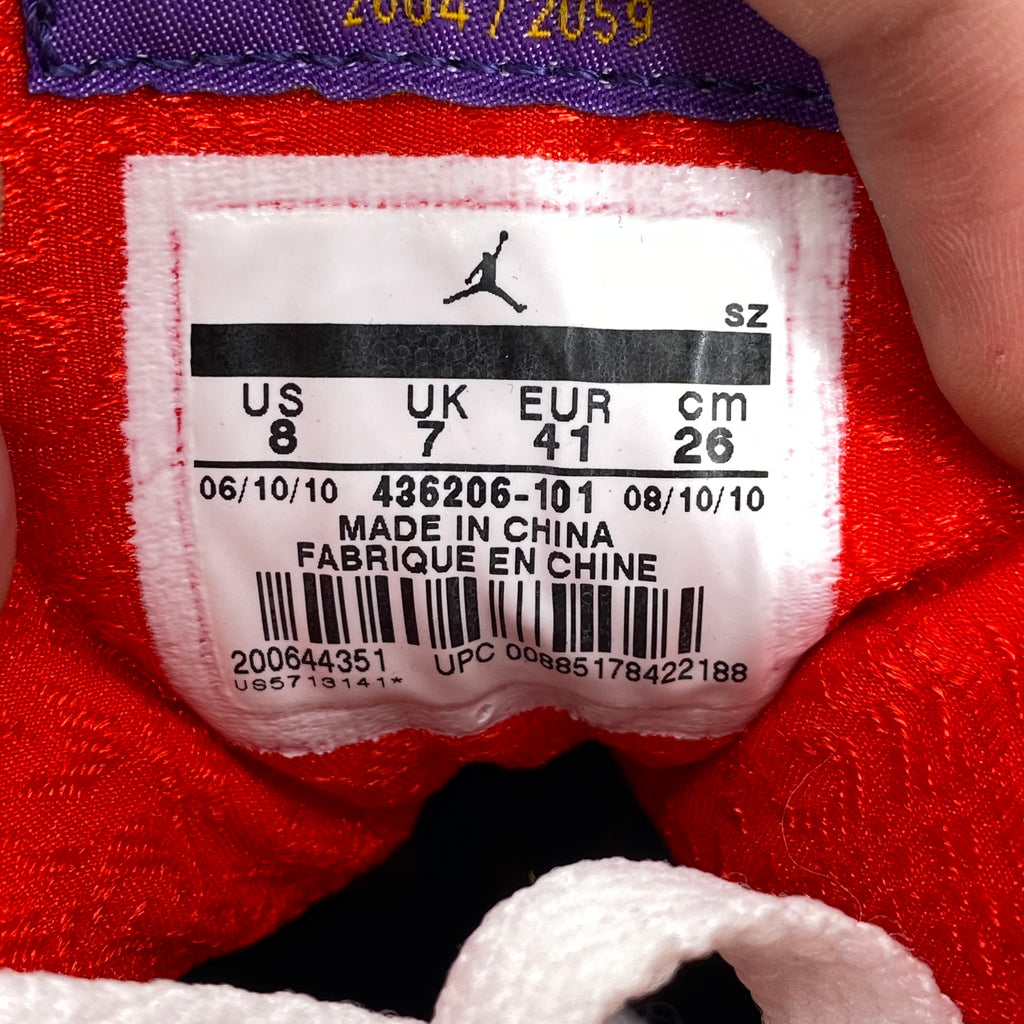 2004 / 2059
SZ
US UK EUR cm
8 7 41 26
06/10/10 436206-101 08/10/10
MADE IN CHINA
FABRIQUE EN CHINE
200644351 UPC 00885178422188
US5713141*